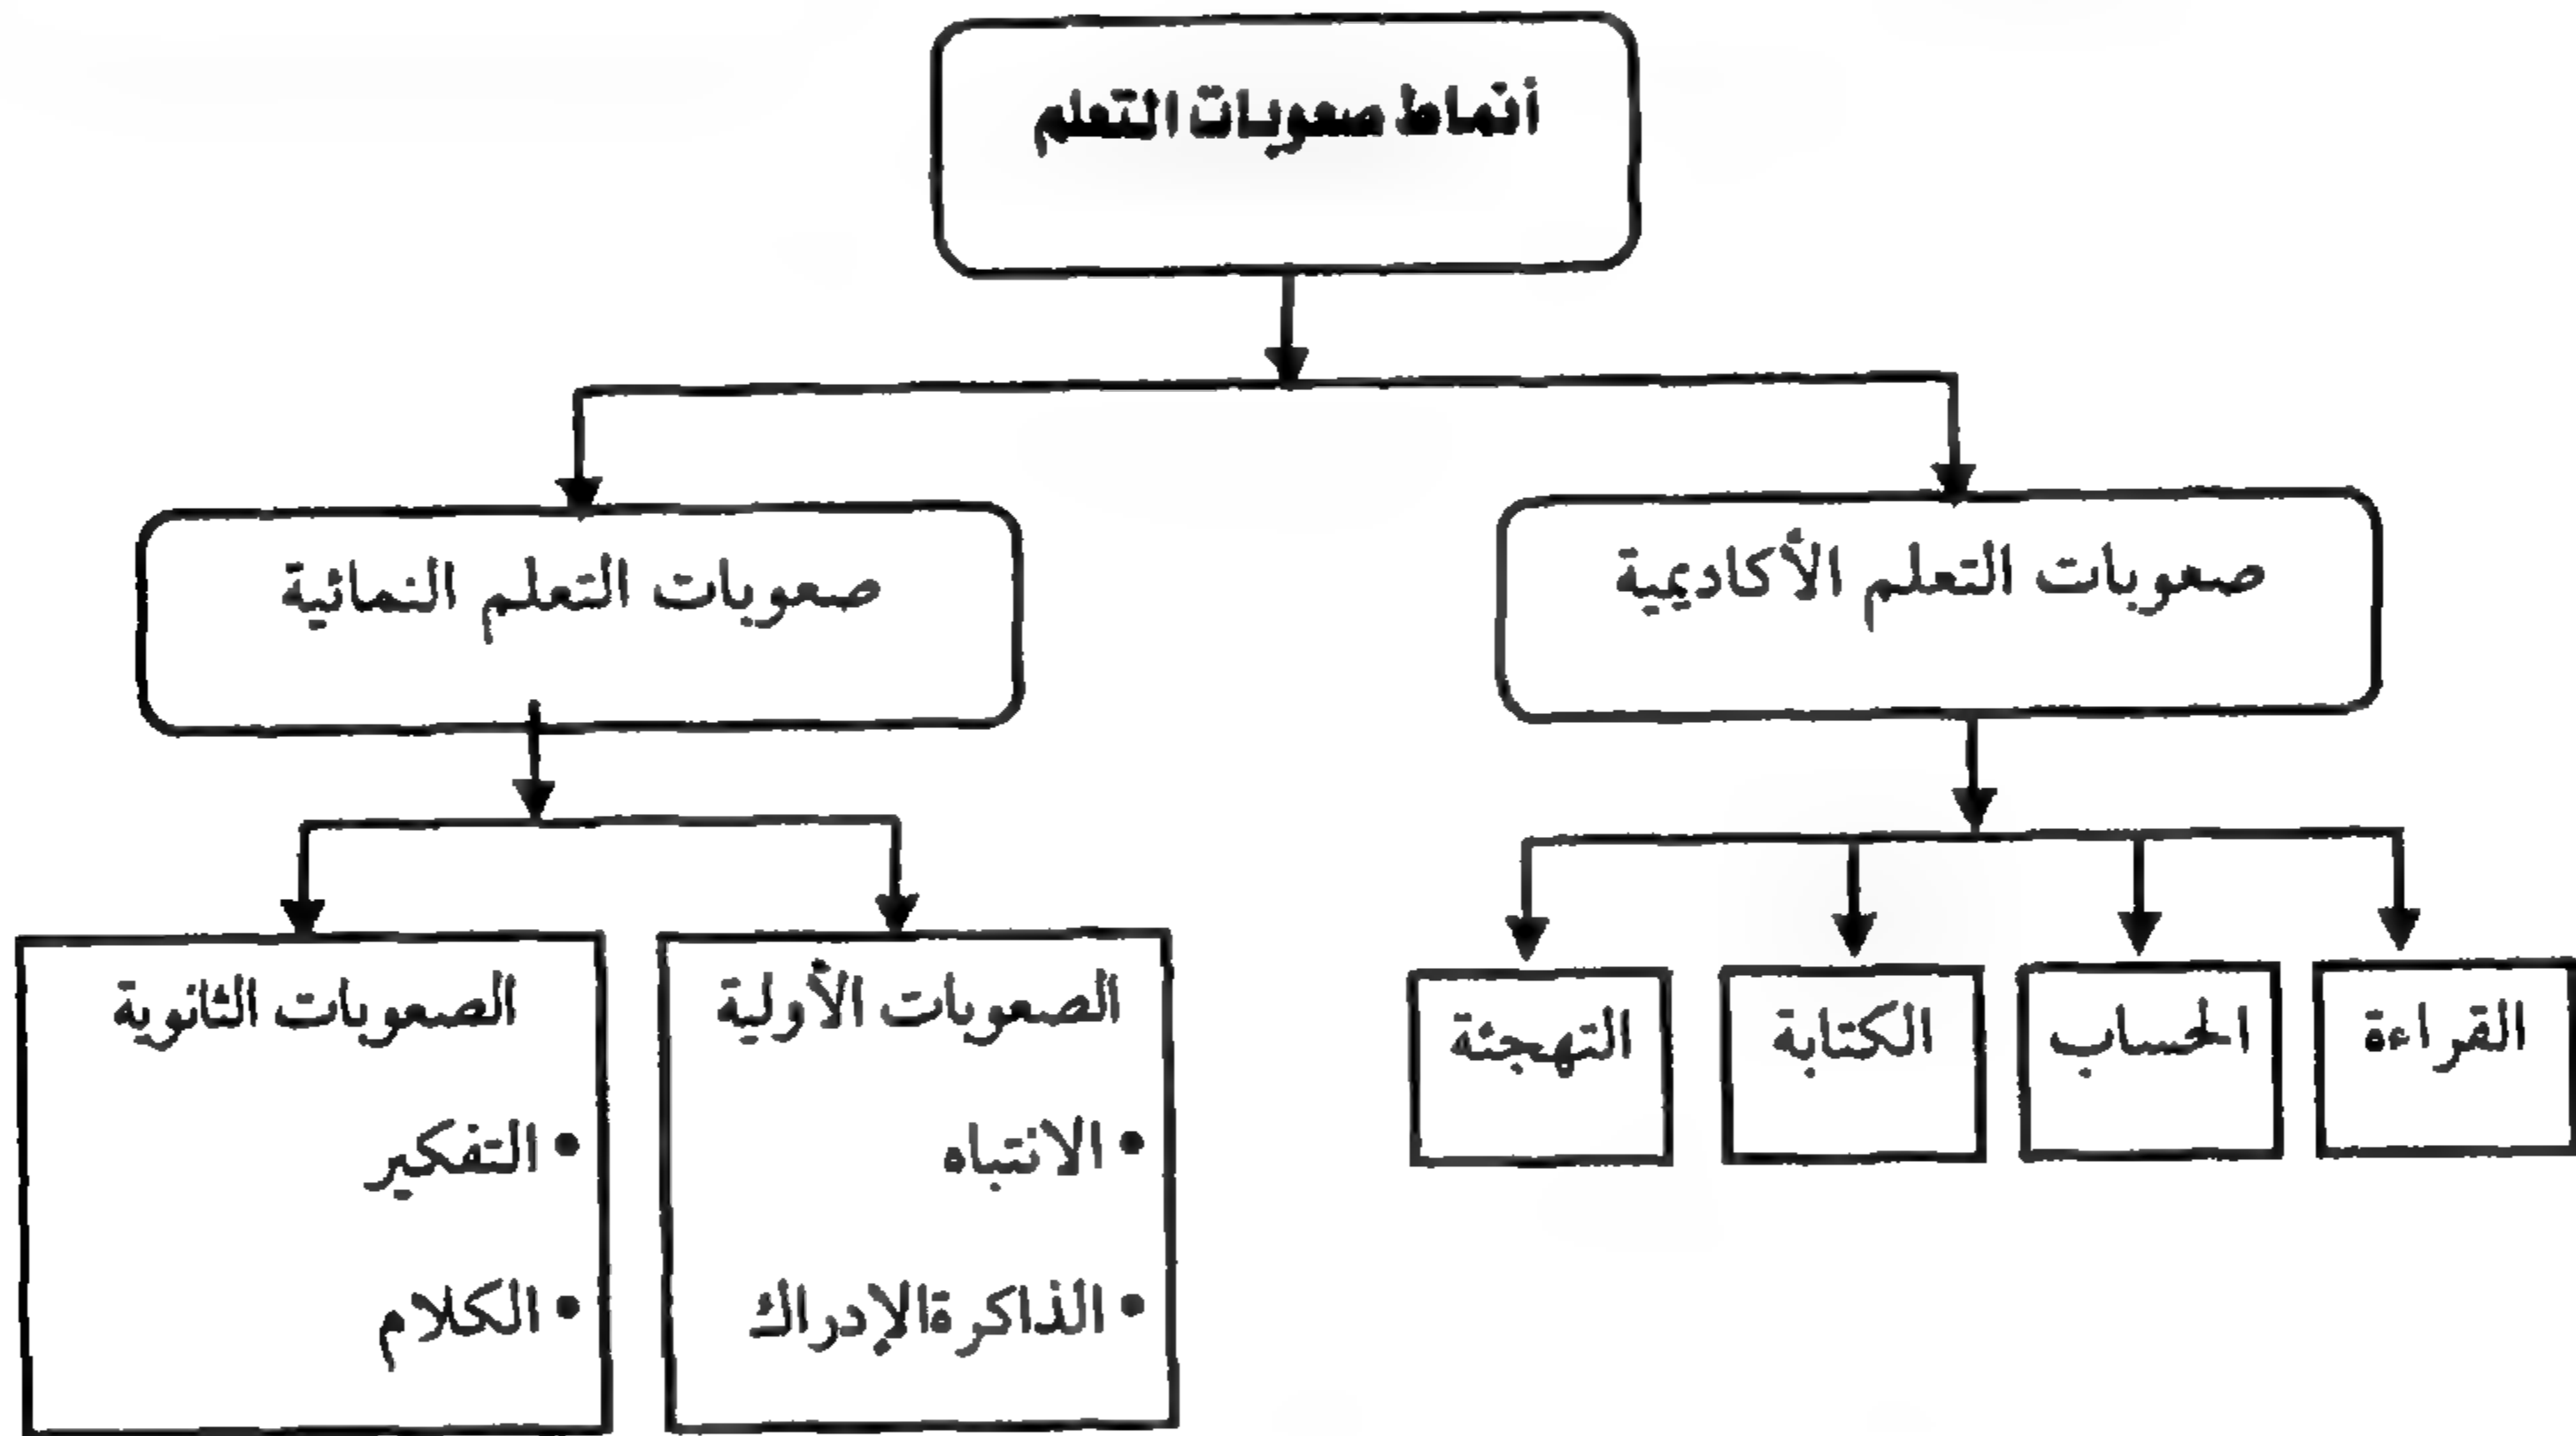 أنماط صعوبات التعلم
صعوبات التعلم الأكاديمية
صعوبات التعلم النمائية
القراءة
الحساب
الكتابة
التهجئة
الصعوبات الأولية
• الانتباه
• الذاكرةالإدراك
الصعوبات الثانوية
• التفكير
• الكلام